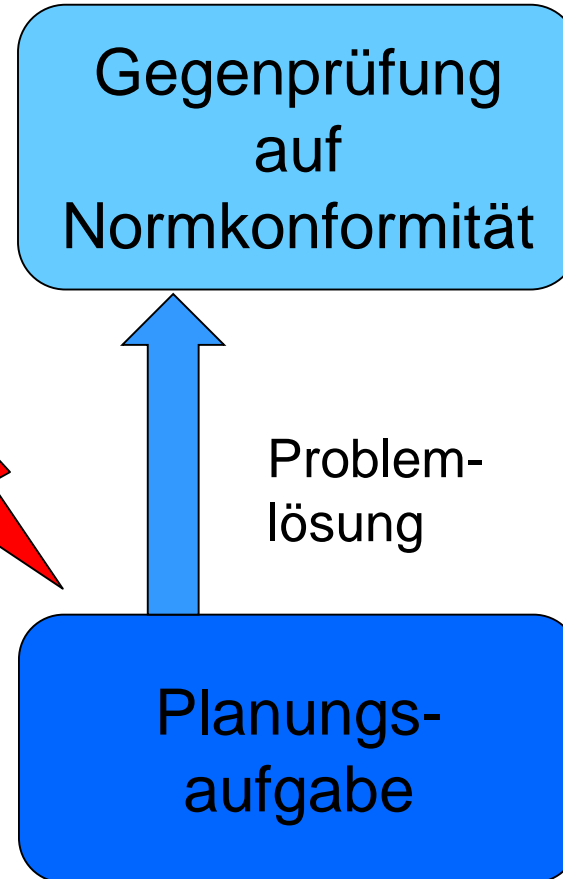 Gegenprüfung
auf
Normkonformität
Problem-
lösung
Planungs-
aufgabe